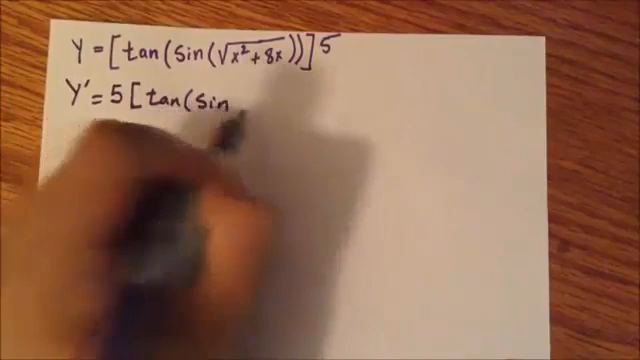 Y = [tan(Sin(√x² + 8x))]5
Y' = 5 [tan(Sin